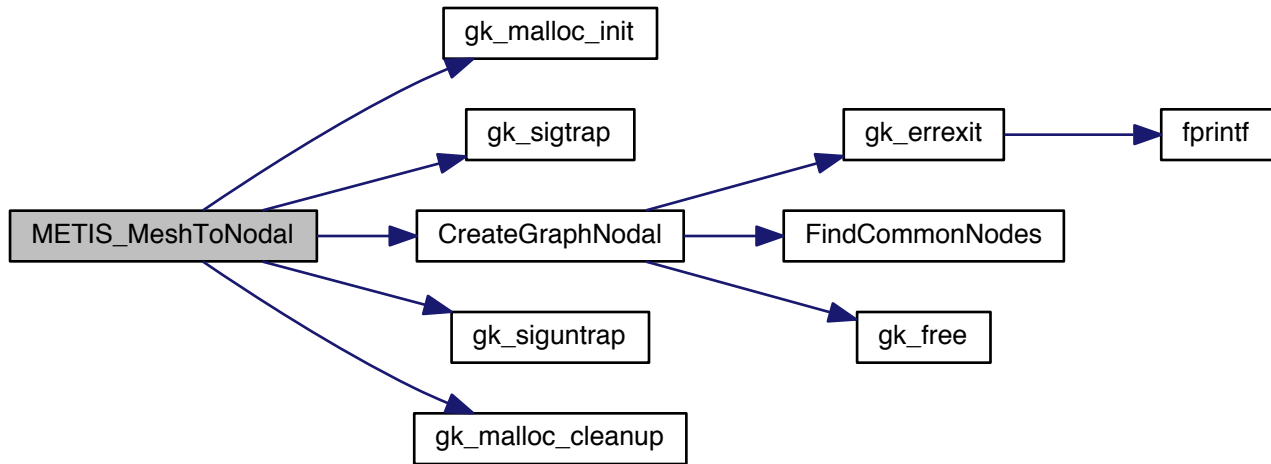 gk_malloc_init
gk_sigtrap
gk_errexit
fprintf
METIS_MeshToNodal
CreateGraphNodal
FindCommonNodes
gk_siguntrap
gk_free
gk_malloc_cleanup